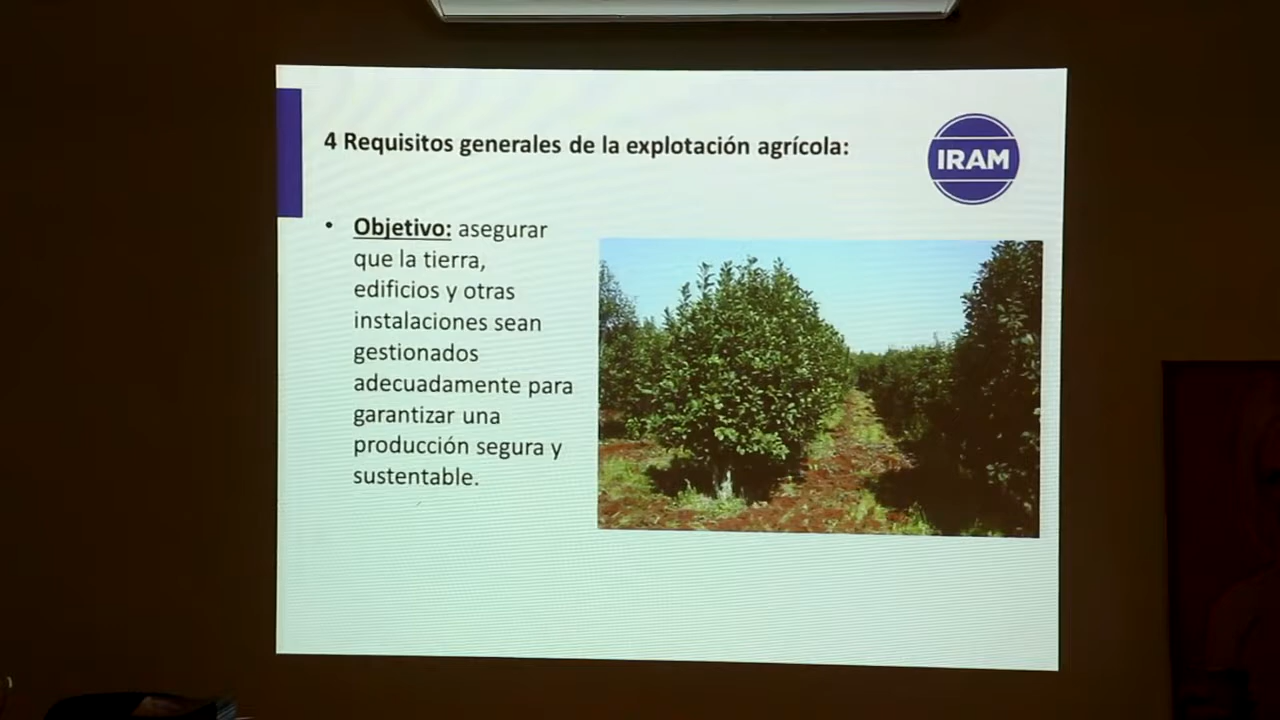 4 Requisitos generales de la explotación agrícola:
IRAM
• Objetivo: asegurar
que la tierra,
edificios y otras
instalaciones sean
gestionados
adecuadamente para
garantizar una
producción segura y
sustentable.